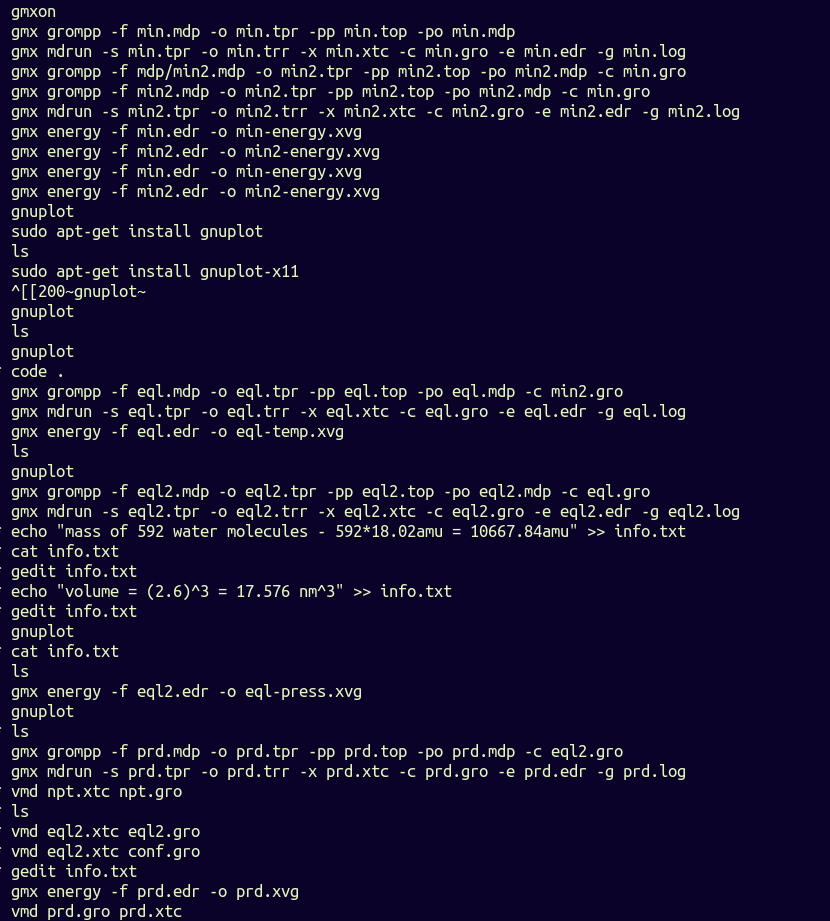 gmxon
gmx grompp -f min.mdp -o min.tpr -pp min.top -po min.mdp
gmx mdrun -s min.tpr -o min.trr -x min.xtc -c min.gro -e min.edr -g min.log
gmx grompp -f mdp/min2.mdp -o min2.tpr -pp min2.top -po min2.mdp -c min.gro
gmx grompp -f min2.mdp -o min2.tpr -pp min2.top -po min2.mdp -c min.gro
gmx mdrun -s min2.tpr -o min2.trr -x min2.xtc -c min2.gro -e min2.edr -g min2.log
gmx energy -f min.edr -o min-energy.xvg
gmx energy -f min2.edr -o min2-energy.xvg
gmx energy -f min.edr -o min-energy.xvg
gmx energy -f min2.edr -o min2-energy.xvg
gnuplot
sudo apt-get install gnuplot
ls
sudo apt-get install gnuplot-x11
^[[200~gnuplot~
gnuplot
ls
gnuplot
code .
gmx grompp -f eql.mdp -o eql.tpr -pp eql.top -po eql.mdp -c min2.gro
gmx mdrun -s eql.tpr -o eql.trr -x eql.xtc -c eql.gro -e eql.edr -g eql.log
gmx energy -f eql.edr -o eql-temp.xvg
ls
gnuplot
gmx grompp -f eql2.mdp -o eql2.tpr -pp eql2.top -po eql2.mdp -c eql.gro
gmx mdrun -s eql2.tpr -o eql2.trr -x eql2.xtc -c eql2.gro -e eql2.edr -g eql2.log
echo "mass of 592 water molecules - 592*18.02amu = 10667.84amu" >> info.txt
cat info.txt
gedit info.txt
echo "volume = (2.6)^3 = 17.576 nm^3" >> info.txt
gedit info.txt
gnuplot
cat info.txt
ls
gmx energy -f eql2.edr -o eql-press.xvg
gnuplot
ls
gmx grompp -f prd.mdp -o prd.tpr -pp prd.top -po prd.mdp -c eql2.gro
gmx mdrun -s prd.tpr -o prd.trr -x prd.xtc -c prd.gro -e prd.edr -g prd.log
vmd npt.xtc npt.gro
ls
vmd eql2.xtc eql2.gro
vmd eql2.xtc conf.gro
gedit info.txt
gmx energy -f prd.edr -o prd.xvg
vmd prd.gro prd.xtc